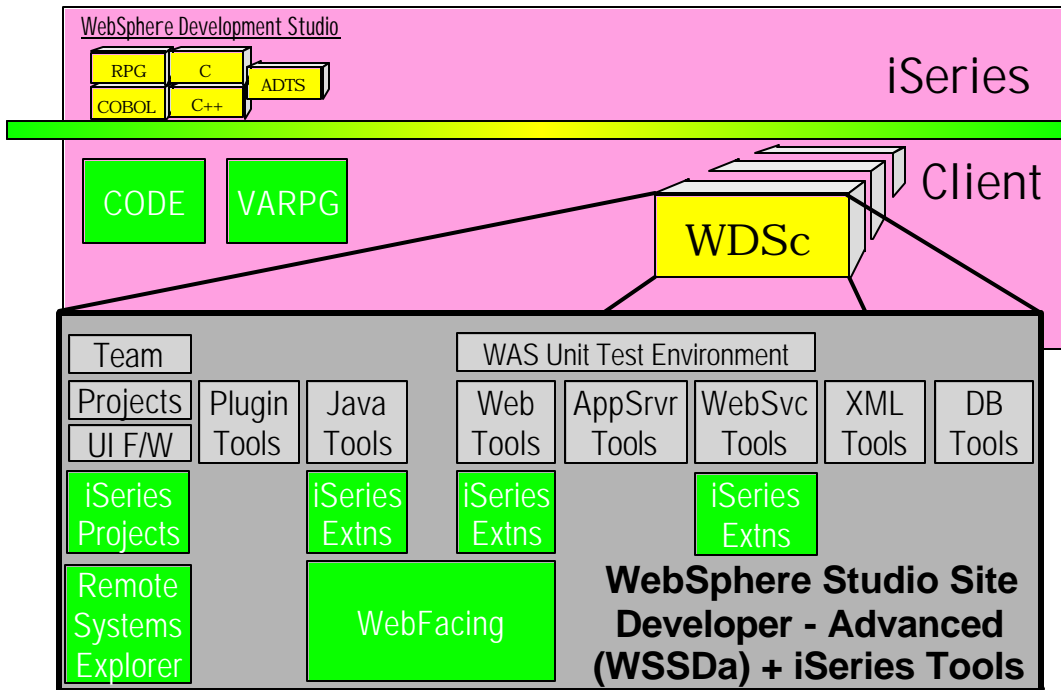 WebSphere Development Studio
RPG
C
ADTS
COBOL
C++
iSeries
Client
CODE
VARPG
WDSc
Team
WAS Unit Test Environment
Projects
UI F/W
Plugin
Tools
Java
Tools
Web
Tools
AppSrvr
Tools
WebSvc
Tools
XML
Tools
DB
Tools
iSeries
Projects
iSeries
Extns
iSeries
Extns
iSeries
Extns
Remote
Systems
Explorer
WebFacing
WebSphere Studio Site
Developer - Advanced
(WSSDa) + iSeries Tools